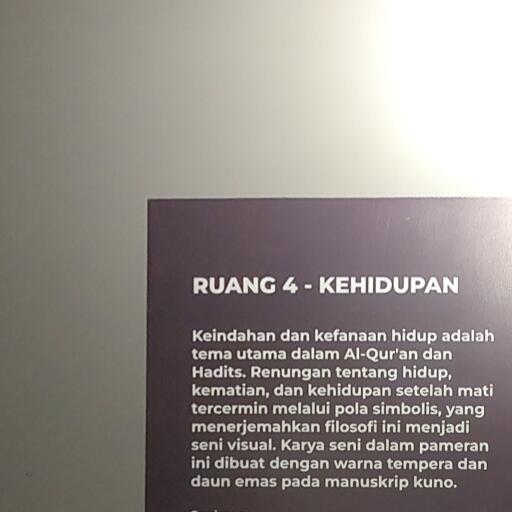 RUANG 4 - KEHIDUPAN
Keindahan dan kefanaan hidup adalah
tema utama dalam Al-Qur'an dan
Hadits. Renungan tentang hidup,
kematian, dan kehidupan setelah mati
tercermin melalui pola simbolis, yang
menerjemahkan filosofi ini menjadi
seni visual. Karya seni dalam pameran
ini dibuat dengan warna tempera dan
daun emas pada manuskrip kuno.